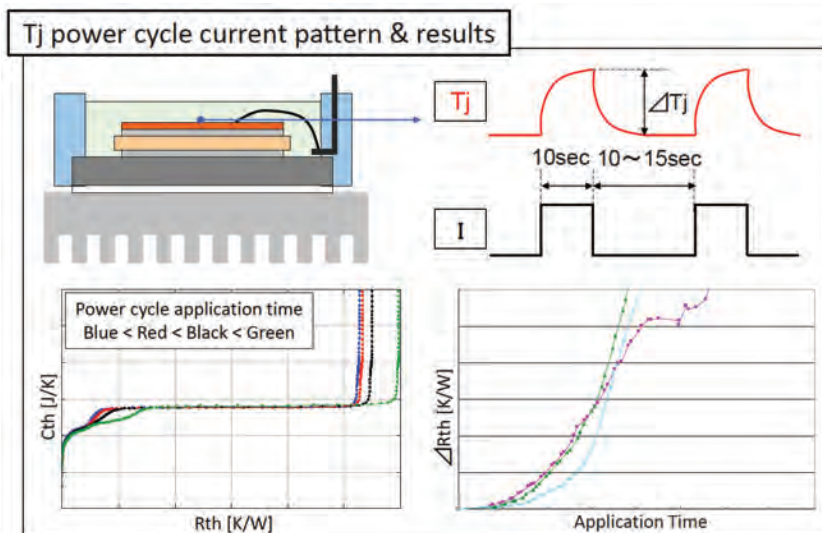 Tj power cycle current pattern & results
Tj
⊿Tj
10sec
10～15sec
I
Power cycle application time
Blue < Red < Black < Green
Cth [J/K]
Rth [K/W]
⊿Rth [K/W]
Application Time